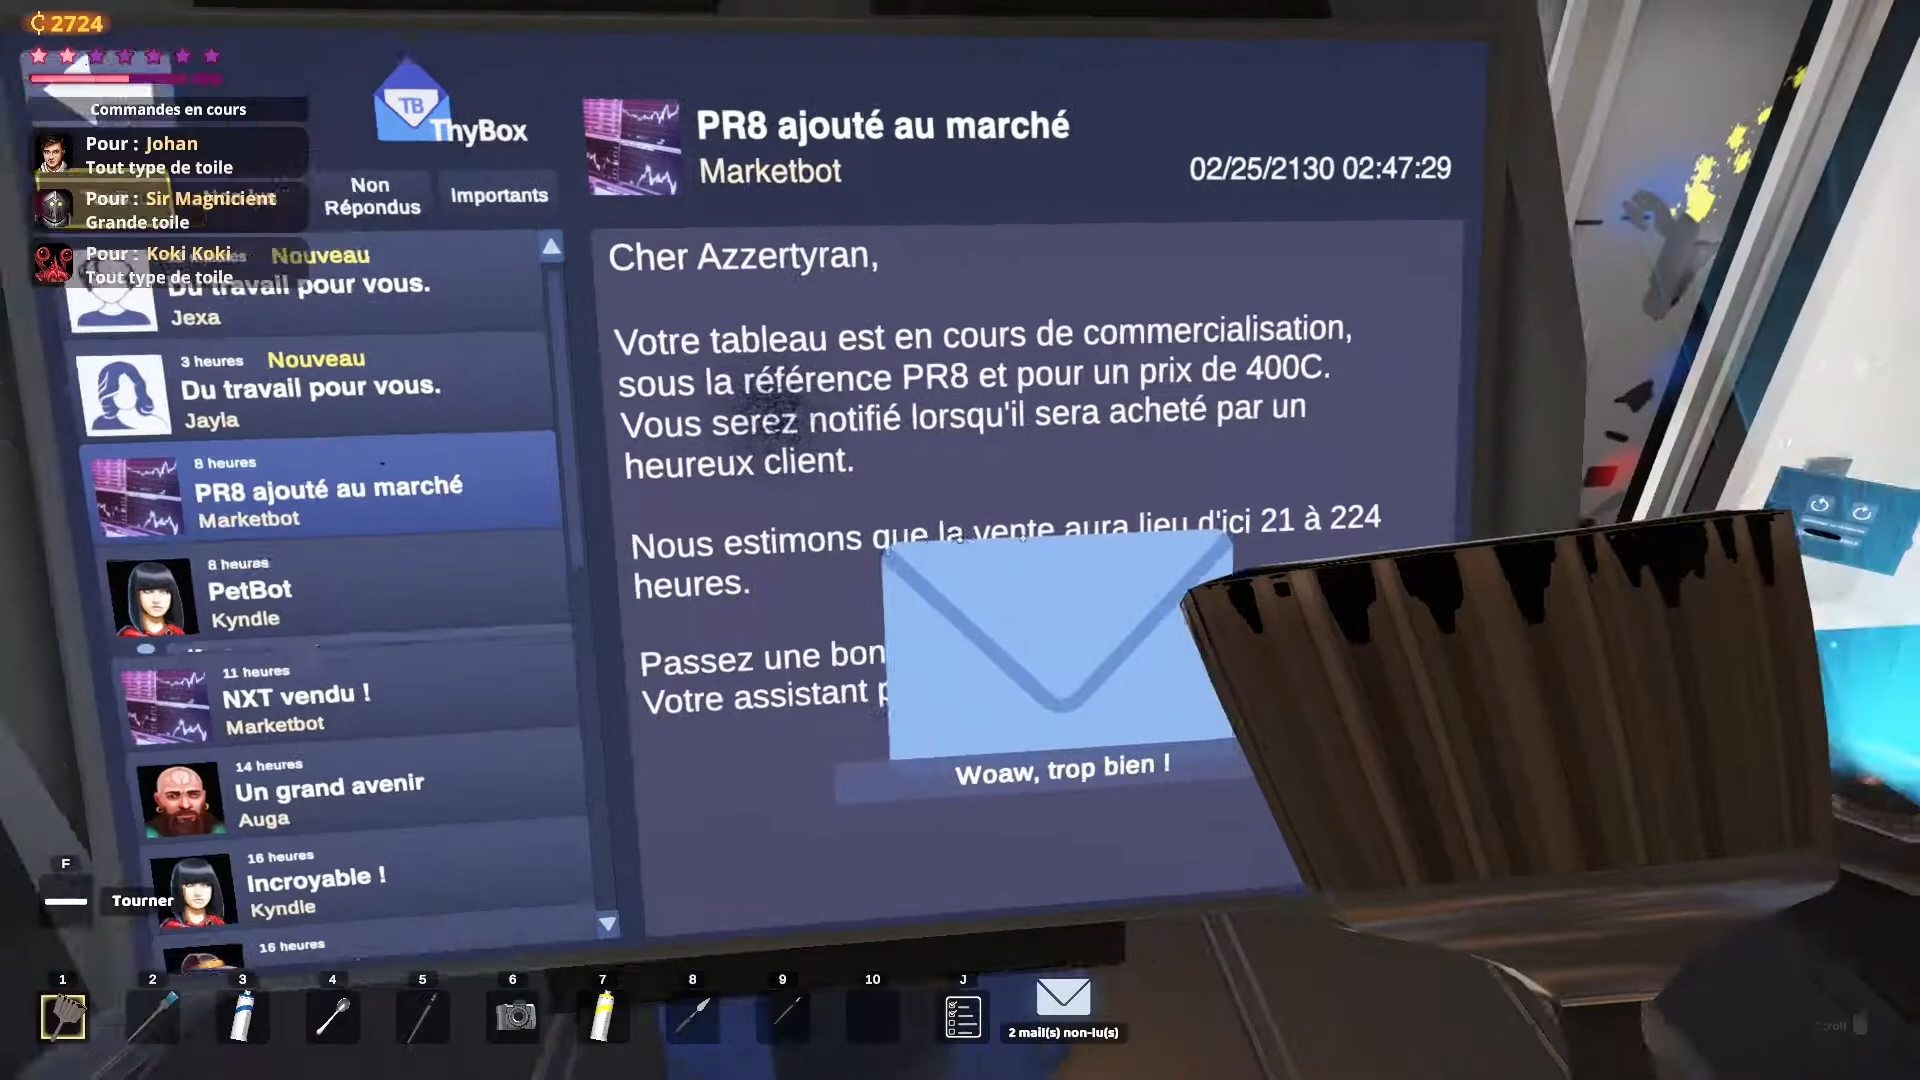 2724
Commandes en cours
Pour : Johan
Tout type de toile
Pour : Sir Magnicient
Grande toile
Pour : Koki Koki
Tout type de toile
TB
ThyBox
Non
Répondus
Importants
Nouveau
Du travail pour vous.
Jexa
3 heures Nouveau
Du travail pour vous.
Jayla
8 heures
PR8 ajouté au marché
Marketbot
8 heures
PetBot
Kyndle
11 heures
NXT vendu !
Marketbot
14 heures
Un grand avenir
Auga
16 heures
Incroyable !
Kyndle
16 heures
PR8 ajouté au marché
Marketbot
02/25/2130 02:47:29
Cher Azzertyran,
Votre tableau est en cours de commercialisation,
sous la référence PR8 et pour un prix de 400C.
Vous serez notifié lorsqu'il sera acheté par un
heureux client.
Nous estimons que la vente aura lieu d'ici 21 à 224
heures.
Passez une bon
Votre assistant p
Woaw, trop bien !
F
Tourner
1 2 3 4 5 6 7 8 9 10 J
2 mail(s) non-lu(s)